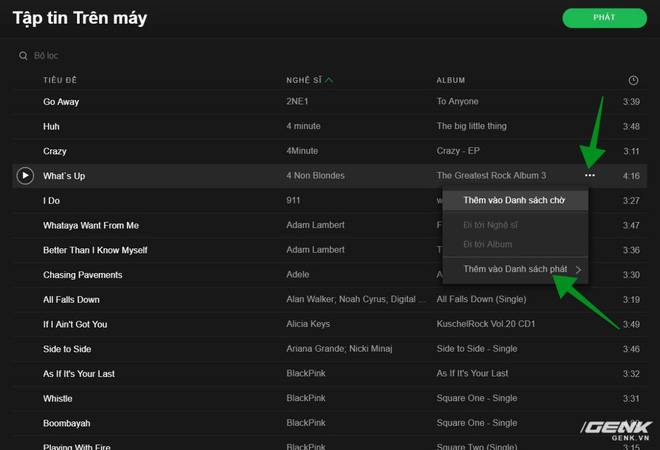 Tập tin Trên máy
PHÁT
Bộ lọc
TIÊU ĐỀ NGHỆ SĨ ALBUM
Go Away 2NE1 To Anyone 3:39
Huh 4 minute The big little thing 3:48
Crazy 4Minute Crazy - EP 3:11
What`s Up 4 Non Blondes The Greatest Rock Album 3 ••• 4:16
I Do 911 w 3:27
Thêm vào Danh sách chờ
Whataya Want From Me Adam Lambert F 3:47
Đi tới Nghệ sĩ
Better Than I Know Myself Adam Lambert T 3:36
Đi tới Album
Chasing Pavements Adele 3:30
Thêm vào Danh sách phát
All Falls Down Alan Walker; Noah Cyrus; Digital ... All Falls Down (Single) 3:19
If I Ain't Got You Alicia Keys KuschelRock Vol.20 CD1 3:49
Side to Side Ariana Grande; Nicki Minaj Side to Side - Single 3:46
As If It's Your Last BlackPink As If It's Your Last 3:32
Whistle BlackPink Square One - Single 3:31
Boombayah BlackPink Square One - Single
Playing With Fire BlackPink Square Two (Single) 3:15
GENK
GENK.VN